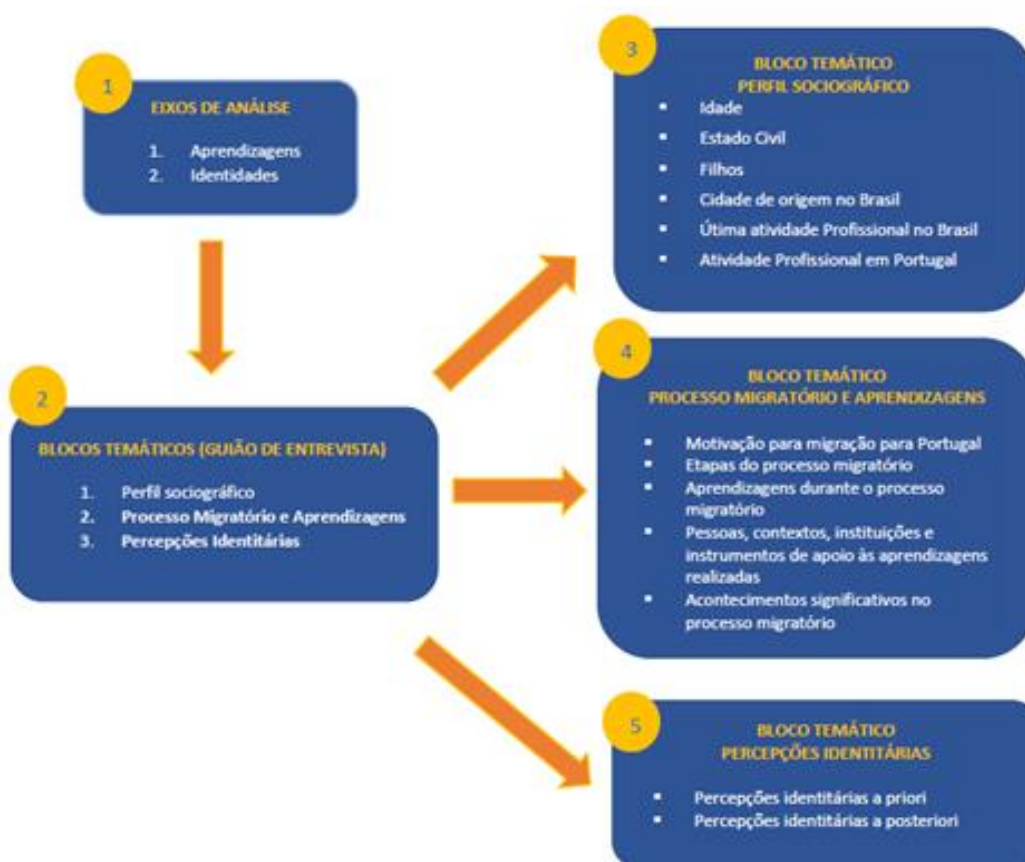 1
EIXOS DE ANÁLISE
1. Aprendizagens
2. Identidades
2
BLOCOS TEMÁTICOS (GUIÃO DE ENTREVISTA)
1. Perfil sociográfico
2. Processo Migratório e Aprendizagens
3. Percepções Identitárias
3
BLOCO TEMÁTICO
PERFIL SOCIOGRÁFICO
▪ Idade
▪ Estado Civil
▪ Filhos
▪ Cidade de origem no Brasil
▪ Útima atividade Profissional no Brasil
▪ Atividade Profissional em Portugal
4
BLOCO TEMÁTICO
PROCESSO MIGRATÓRIO E APRENDIZAGENS
▪ Motivação para migração para Portugal
▪ Etapas do processo migratório
▪ Aprendizagens durante o processo
migratório
▪ Pessoas, contextos, instituições e
instrumentos de apoio às aprendizagens
realizadas
▪ Acontecimentos significativos no
processo migratório
5
BLOCO TEMÁTICO
PERCEPÇÕES IDENTITÁRIAS
▪ Percepções identitárias a priori
▪ Percepções identitárias a posteriori